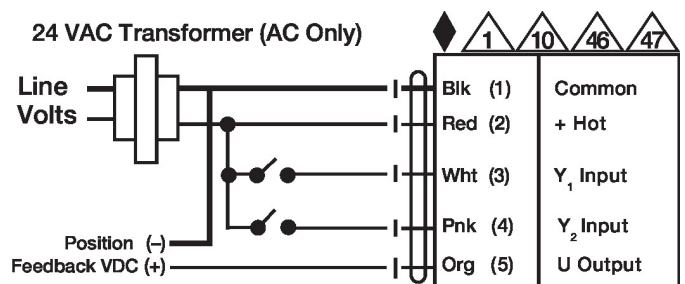 24 VAC Transformer (AC Only)
1 10 46 47
Line
Volts
Blk (1) Common
Red (2) + Hot
Wht (3) Y₁ Input
Pnk (4) Y₂ Input
Position (–)
Feedback VDC (+)
Org (5) U Output